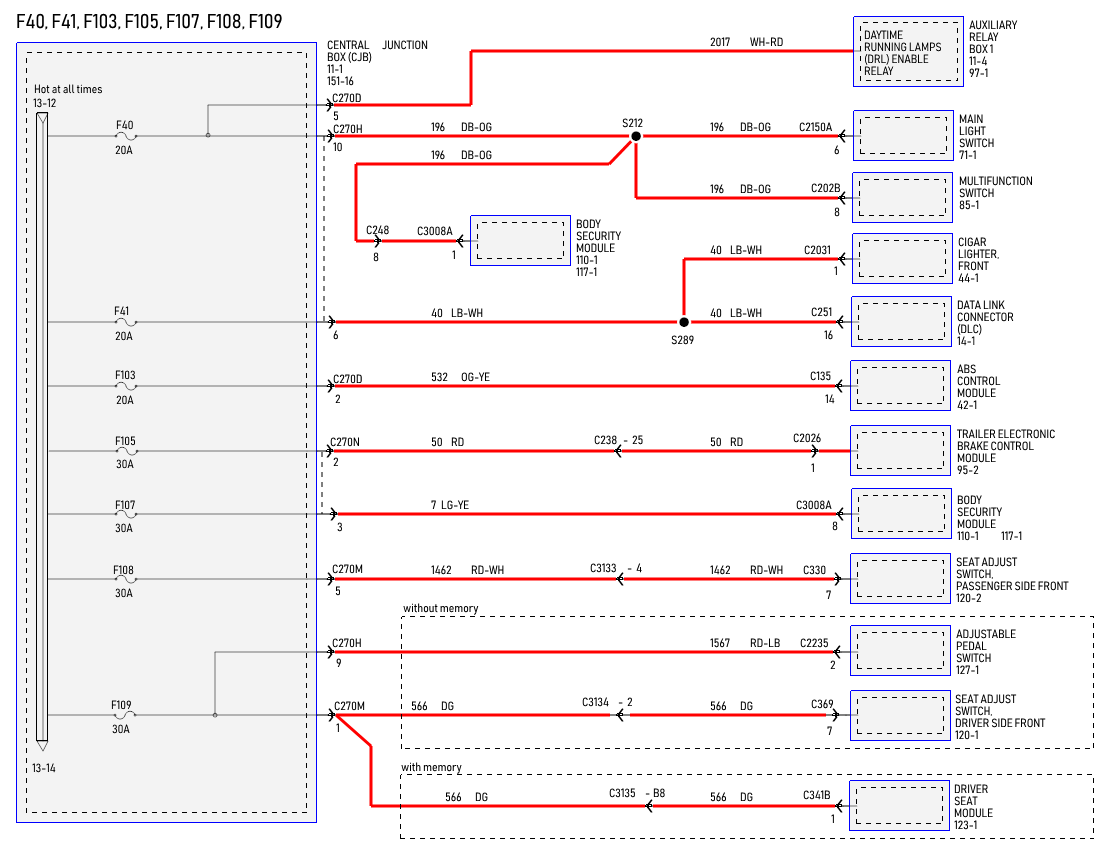 F40, F41, F103, F105, F107, F108, F109
CENTRAL JUNCTION
BOX (CJB)
11-1
151-16
Hot at all times
13-12
C270D
5
2017 WH-RD
DAYTIME
RUNNING LAMPS
(DRL) ENABLE
RELAY
AUXILIARY
RELAY
BOX 1
11-4
97-1
F40
20A
C270H
10
196 DB-OG
S212
196 DB-OG
C2150A
6
MAIN
LIGHT
SWITCH
71-1
196 DB-OG
196 DB-OG
C202B
8
MULTIFUNCTION
SWITCH
85-1
C248
8
C3008A
1
BODY
SECURITY
MODULE
110-1
117-1
40 LB-WH
C2031
1
CIGAR
LIGHTER,
FRONT
44-1
F41
20A
6
40 LB-WH
S289
40 LB-WH
C251
16
DATA LINK
CONNECTOR
(DLC)
14-1
F103
20A
C270D
2
532 OG-YE
C135
14
ABS
CONTROL
MODULE
42-1
F105
30A
C270N
2
50 RD
C238 - 25
50 RD
C2026
1
TRAILER ELECTRONIC
BRAKE CONTROL
MODULE
95-2
F107
30A
3
7 LG-YE
C3008A
8
BODY
SECURITY
MODULE
110-1 117-1
F108
30A
C270M
5
1462 RD-WH
C3133 - 4
1462 RD-WH
C330
7
SEAT ADJUST
SWITCH,
PASSENGER SIDE FRONT
120-2
without memory
C270H
9
1567 RD-LB
C2235
2
ADJUSTABLE
PEDAL
SWITCH
127-1
F109
30A
C270M
1
566 DG
C3134 - 2
566 DG
C369
7
SEAT ADJUST
SWITCH,
DRIVER SIDE FRONT
120-1
13-14
with memory
566 DG
C3135 - B8
566 DG
C341B
1
DRIVER
SEAT
MODULE
123-1